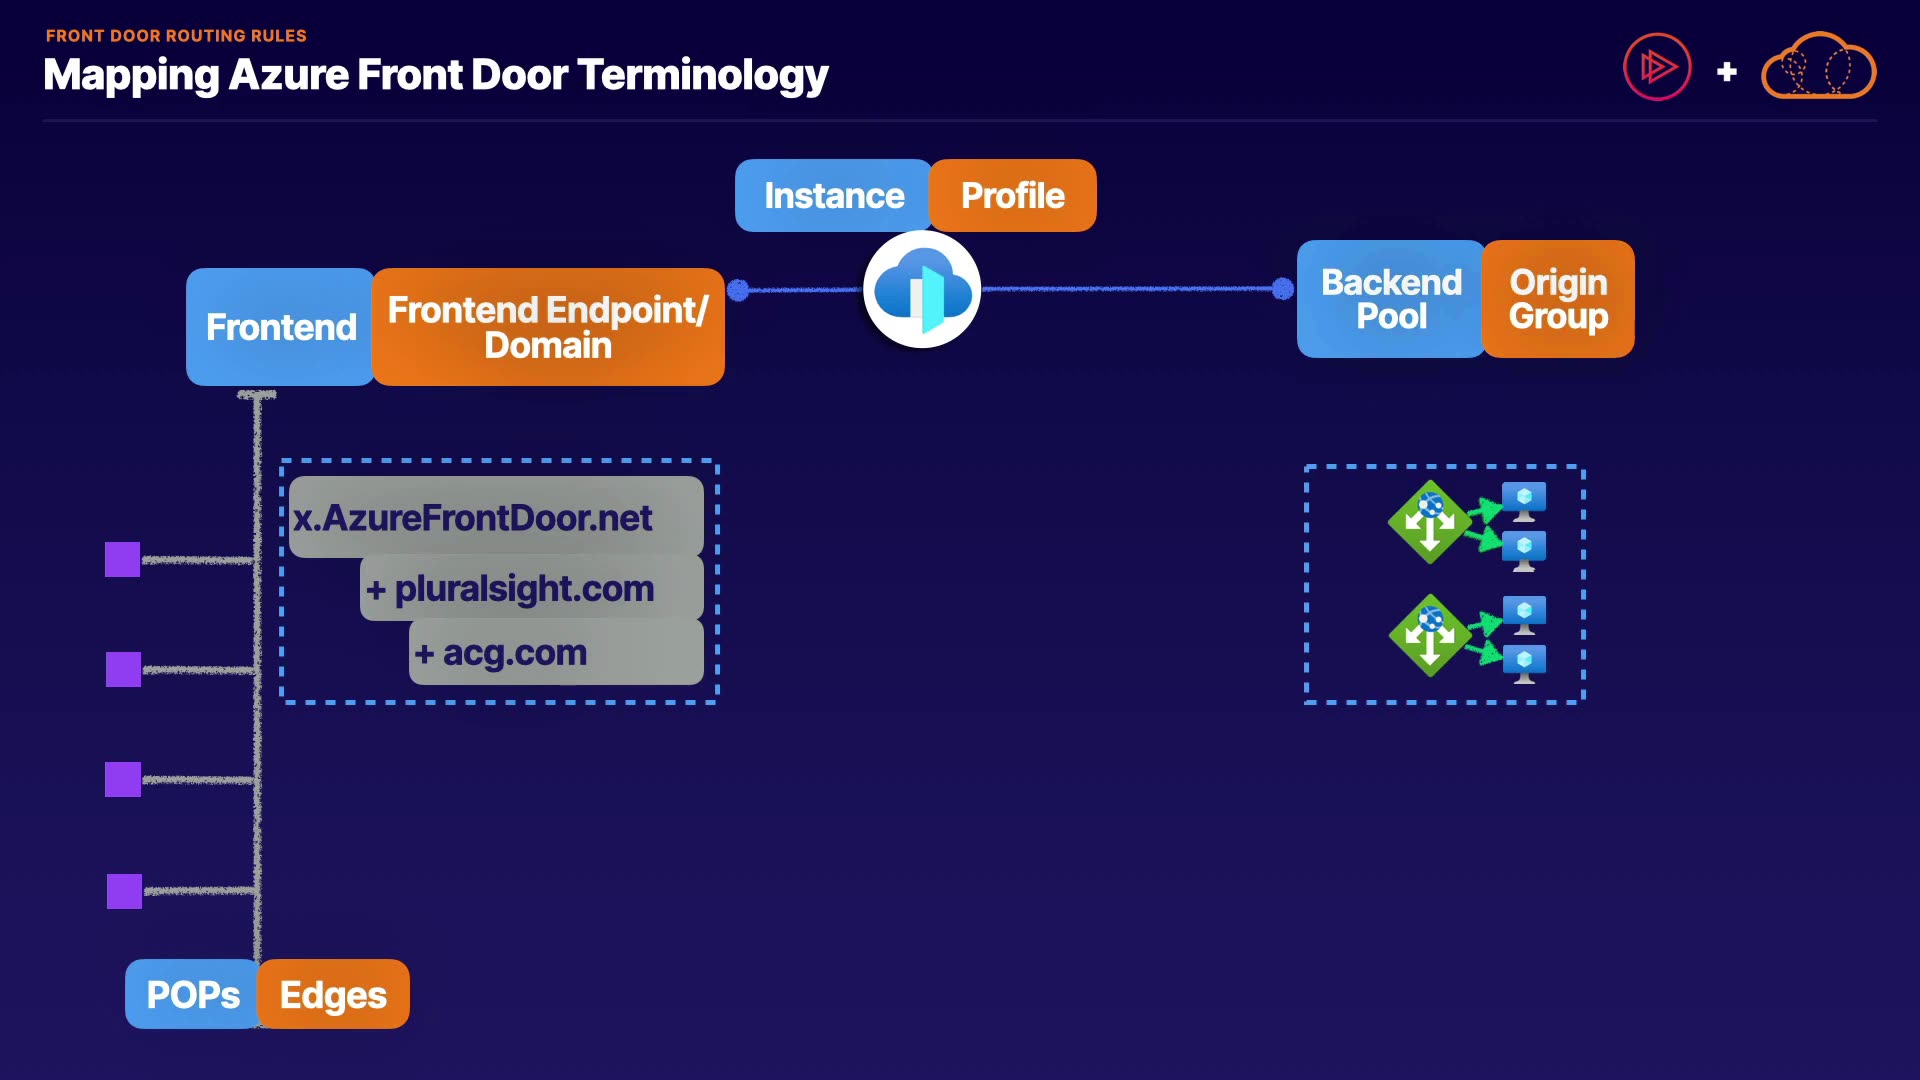 FRONT DOOR ROUTING RULES
Mapping Azure Front Door Terminology
+
Instance
Profile
Frontend
Frontend Endpoint/
Domain
Backend
Pool
Origin
Group
x.AzureFrontDoor.net
+ pluralsight.com
+ acg.com
POPs
Edges